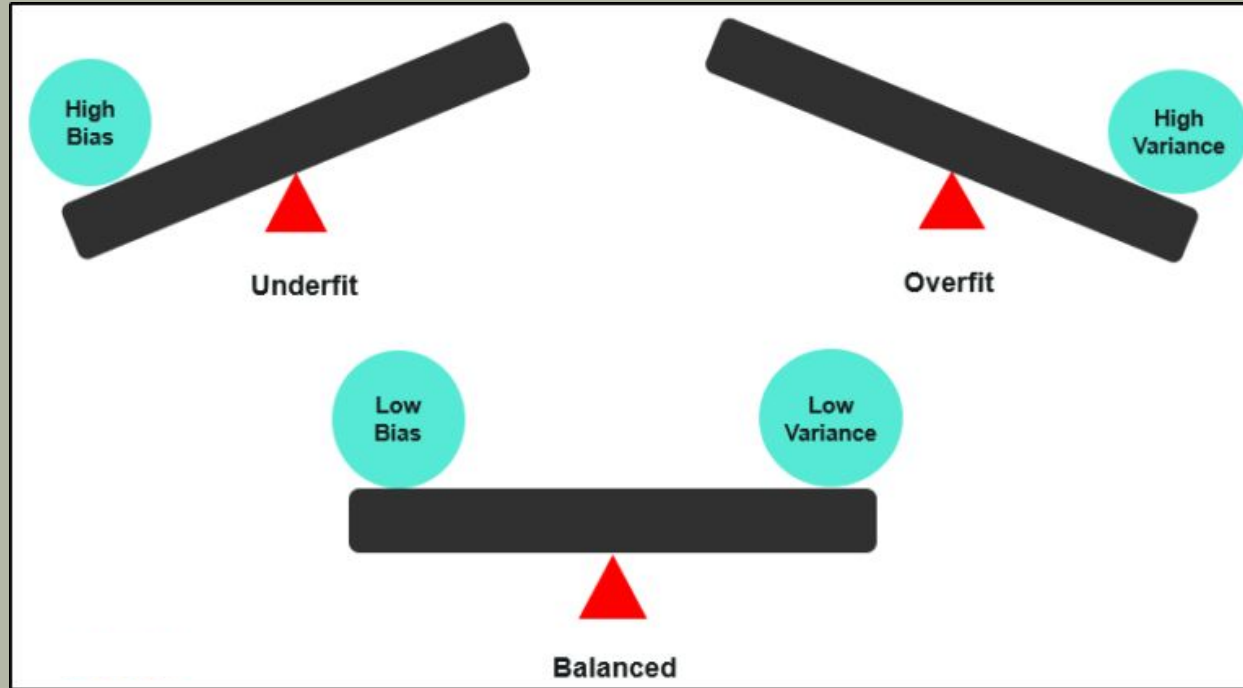 High
Bias
High
Variance
Underfit
Overfit
Low
Bias
Low
Variance
Balanced